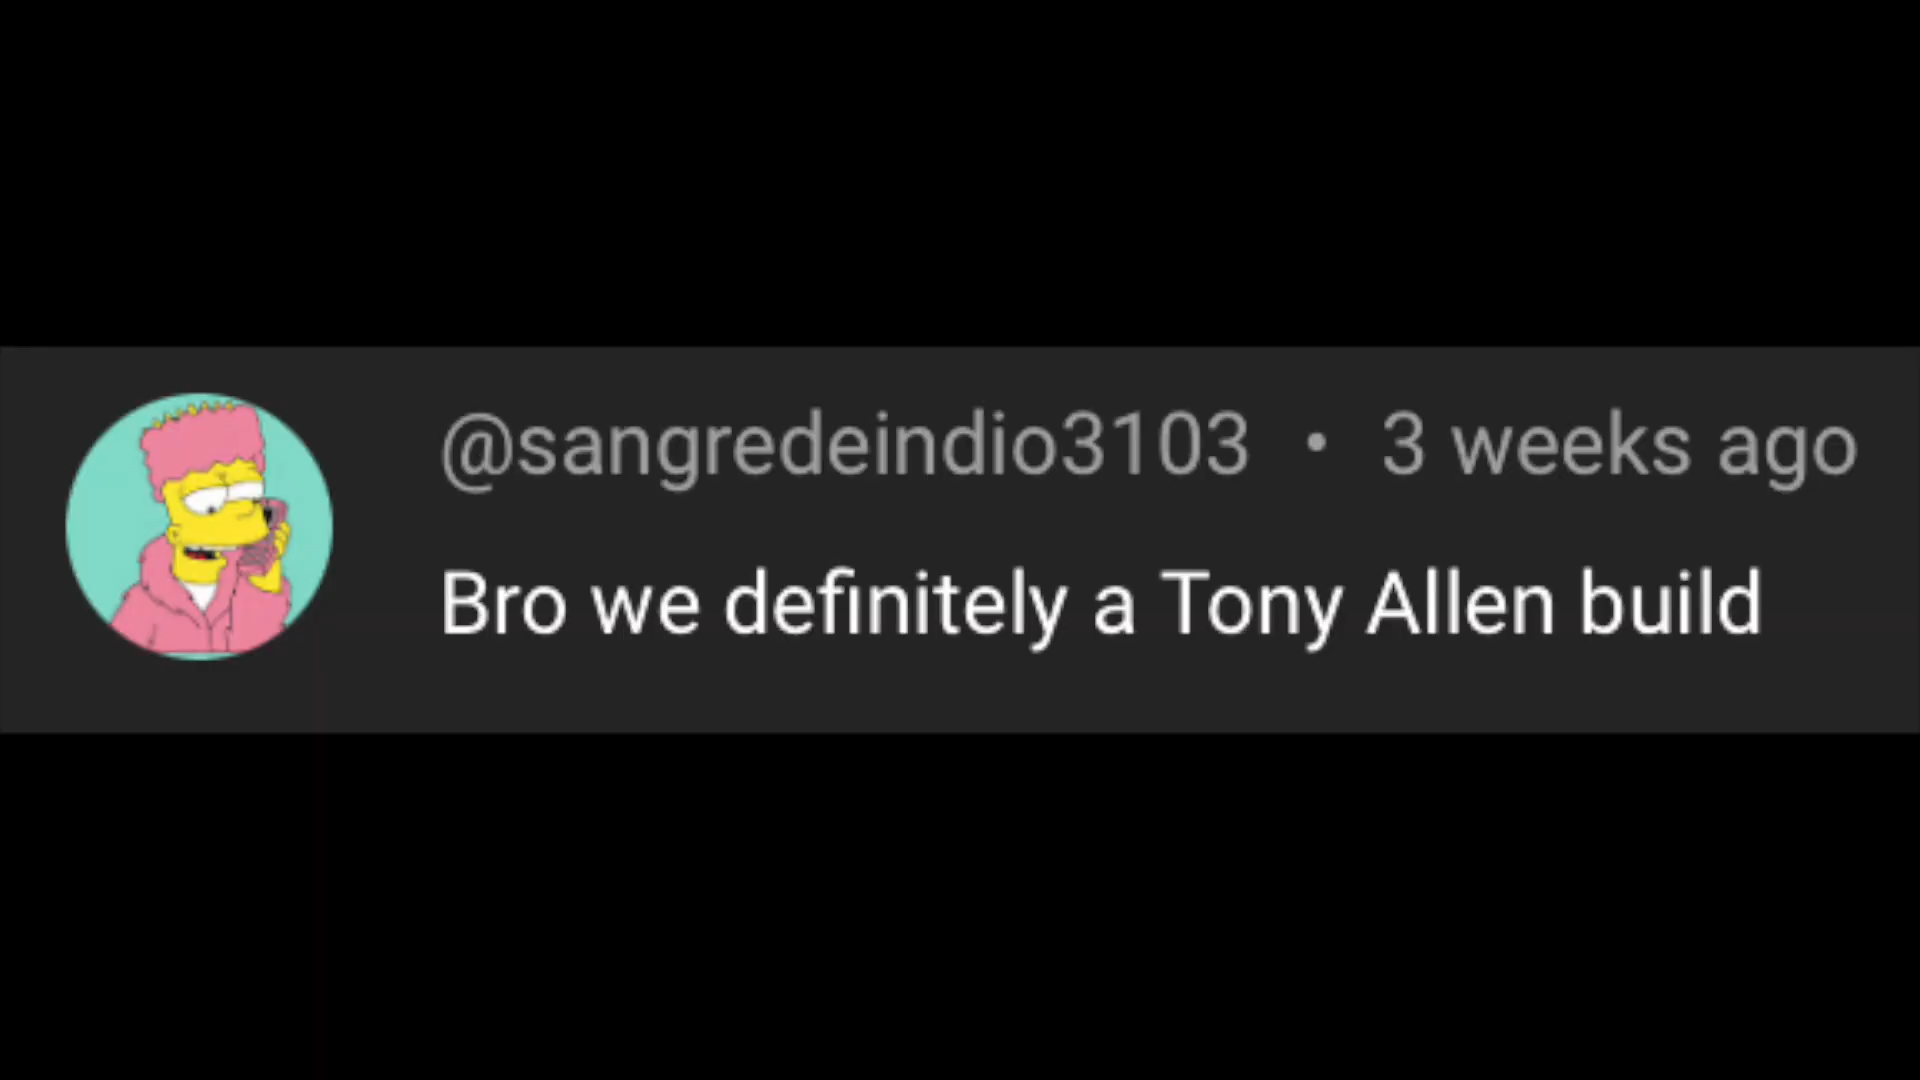 @sangredeindio3103 • 3 weeks ago
Bro we definitely a Tony Allen build